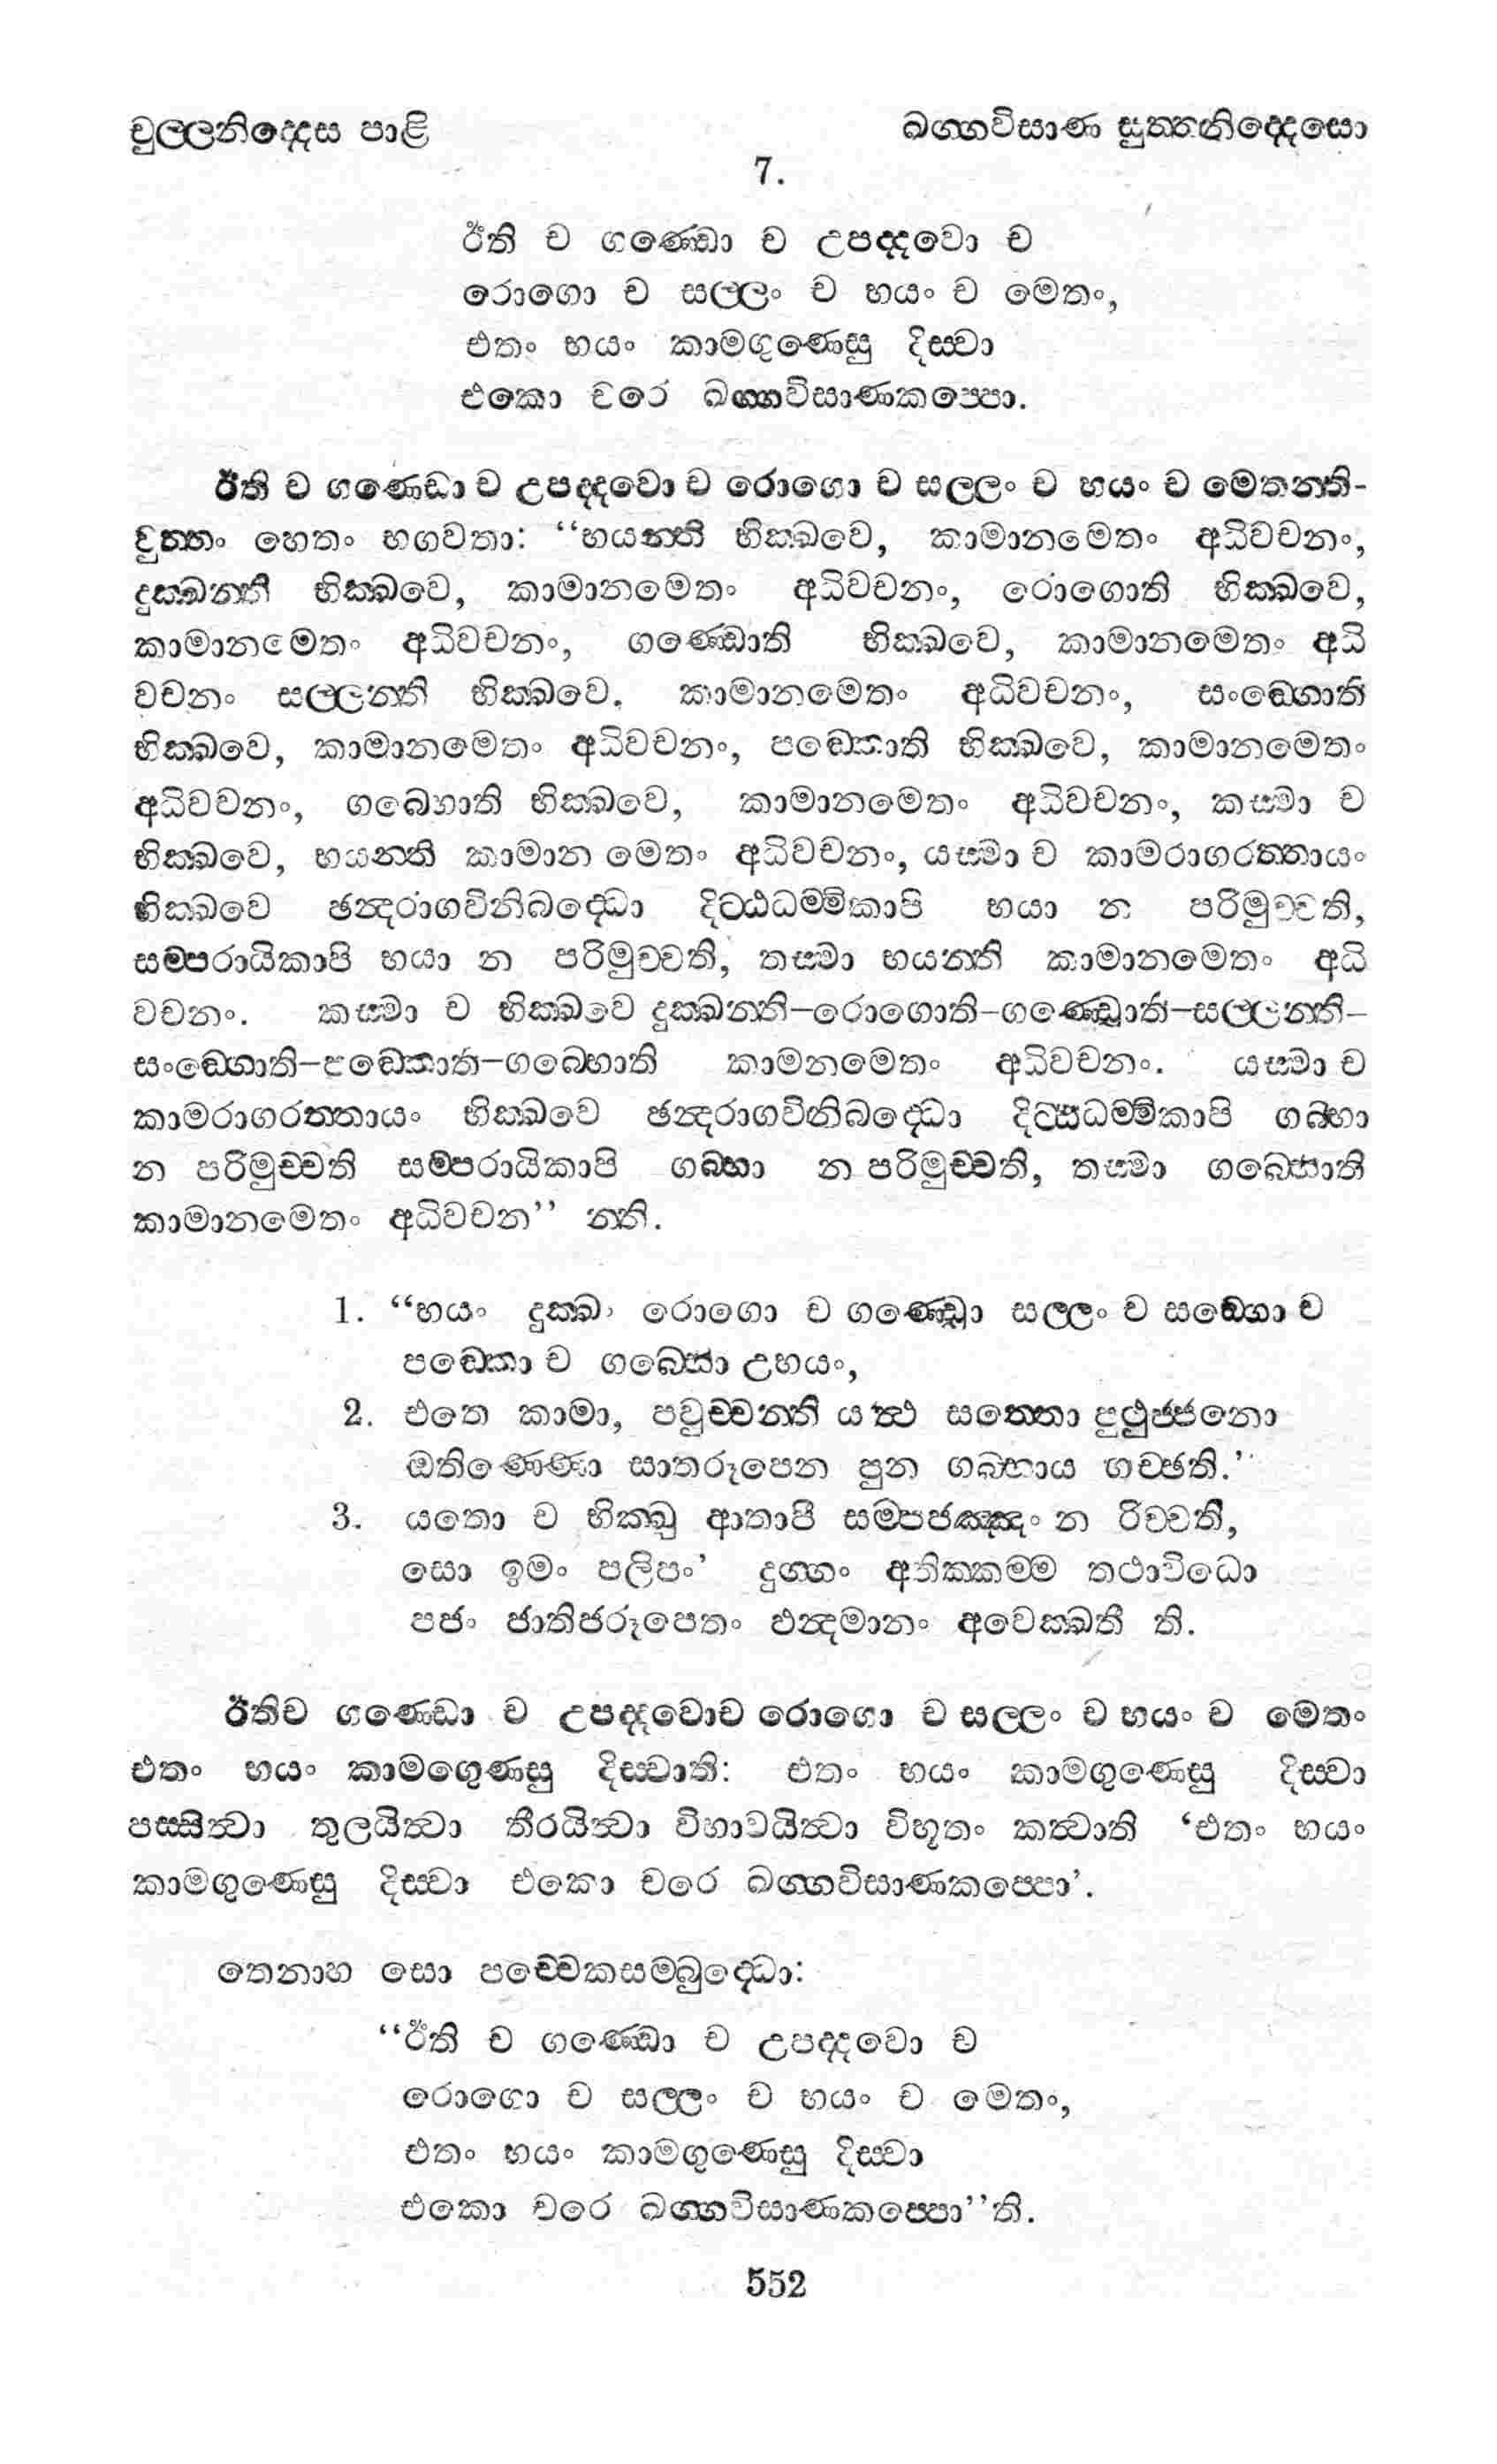 චුල්ලනිද්දෙස පාළි
ඛග්ගවිසාණ සුත්තනිද්දෙසො
7.
ඊති ච ගණ්ඩො ච උපද්දවො ච
රොගො ච සල්ලං ච භයං ච මෙතං,
එතං භයං කාමගුණෙසු දිස්වා
එකො චරෙ ඛග්ගවිසාණකප්පො.
ඊති ච ගණ්ඩො ච උපද්දවො ච රොගො ච සල්ලං ච භයං ච මෙතන්ති-
වුත්තං හෙතං භගවතා: “භයන්ති භික්ඛවෙ, කාමානමෙතං අධිවචනං,
දුක්ඛන්ති භික්ඛවෙ, කාමානමෙතං අධිවචනං, රොගොති භික්ඛවෙ,
කාමානමෙතං අධිවචනං, ගණ්ඩොති භික්ඛවෙ, කාමානමෙතං අධි
වචනං සල්ලන්ති භික්ඛවෙ, කාමානමෙතං අධිවචනං, සංඞ්ගොති
භික්ඛවෙ, කාමානමෙතං අධිවචනං, පඞ්කොති භික්ඛවෙ, කාමානමෙතං
අධිවචනං, ගබ්භොති භික්ඛවෙ, කාමානමෙතං අධිවචනං, කස්මා ච
භික්ඛවෙ, භයන්ති කාමාන මෙතං අධිවචනං, යස්මා ච කාමරාගරත්තායං
භික්ඛවෙ ඡන්දරාගවිනිබද්ධො දිට්ඨධම්මිකාපි භයා න පරිමුච්චති,
සම්පරායිකාපි භයා න පරිමුච්චති, තස්මා භයන්ති කාමානමෙතං අධි
වචනං. කස්මා ච භික්ඛවෙ දුක්ඛන්ති–රොගොති–ගණ්ඩොති–සල්ලන්ති–
සංඞ්ගොති–පඞ්කොති–ගබ්භොති කාමනමෙතං අධිවචනං. යස්මා ච
කාමරාගරත්තායං භික්ඛවෙ ඡන්දරාගවිනිබද්ධො දිට්ඨධම්මිකාපි ගබ්භා
න පරිමුච්චති සම්පරායිකාපි ගබ්භා න පරිමුච්චති, තස්මා ගබ්භොති
කාමානමෙතං අධිවචන” න්ති.
1. “භයං දුක්ඛං රොගො ච ගණ්ඩො සල්ලං ච සඞ්ගො ච
පඞ්කො ච ගබ්භො උභයං,
2. එතෙ කාමා, පවුච්චන්ති යත්ථ සත්තො පුථුජ්ජනො
ඔතිණ්ණො සාතරූපෙන පුන ගබ්භාය ගච්ඡති.”
3. යතො ච භික්ඛු ආතාපී සම්පජඤ්ඤං න රිච්චති,
සො ඉමං පලිපං’ දුග්ගං අතික්කම්ම තථාවිධො
පජං ජාතිජරූපෙතං ඵන්දමානං අවෙක්ඛතී ති.
ඊතිච ගණ්ඩො ච උපද්දවොච රොගො ච සල්ලං ච භයං ච මෙතං
එතං භයං කාමගුණෙසු දිස්වාති: එතං භයං කාමගුණෙසු දිස්වා
පස්සිත්වා තුලයිත්වා තීරයිත්වා විභාවයිත්වා විභූතං කත්වාති ‘එතං භයං
කාමගුණෙසු දිස්වා එකො චරෙ ඛග්ගවිසාණකප්පො’.
තෙනාහ සො පච්චෙකසම්බුද්ධො:
“ඊති ච ගණ්ඩො ච උපද්දවො ච
රොගො ච සල්ලං ච භයං ච මෙතං,
එතං භයං කාමගුණෙසු දිස්වා
එකො චරෙ ඛග්ගවිසාණකප්පො”ති.
552